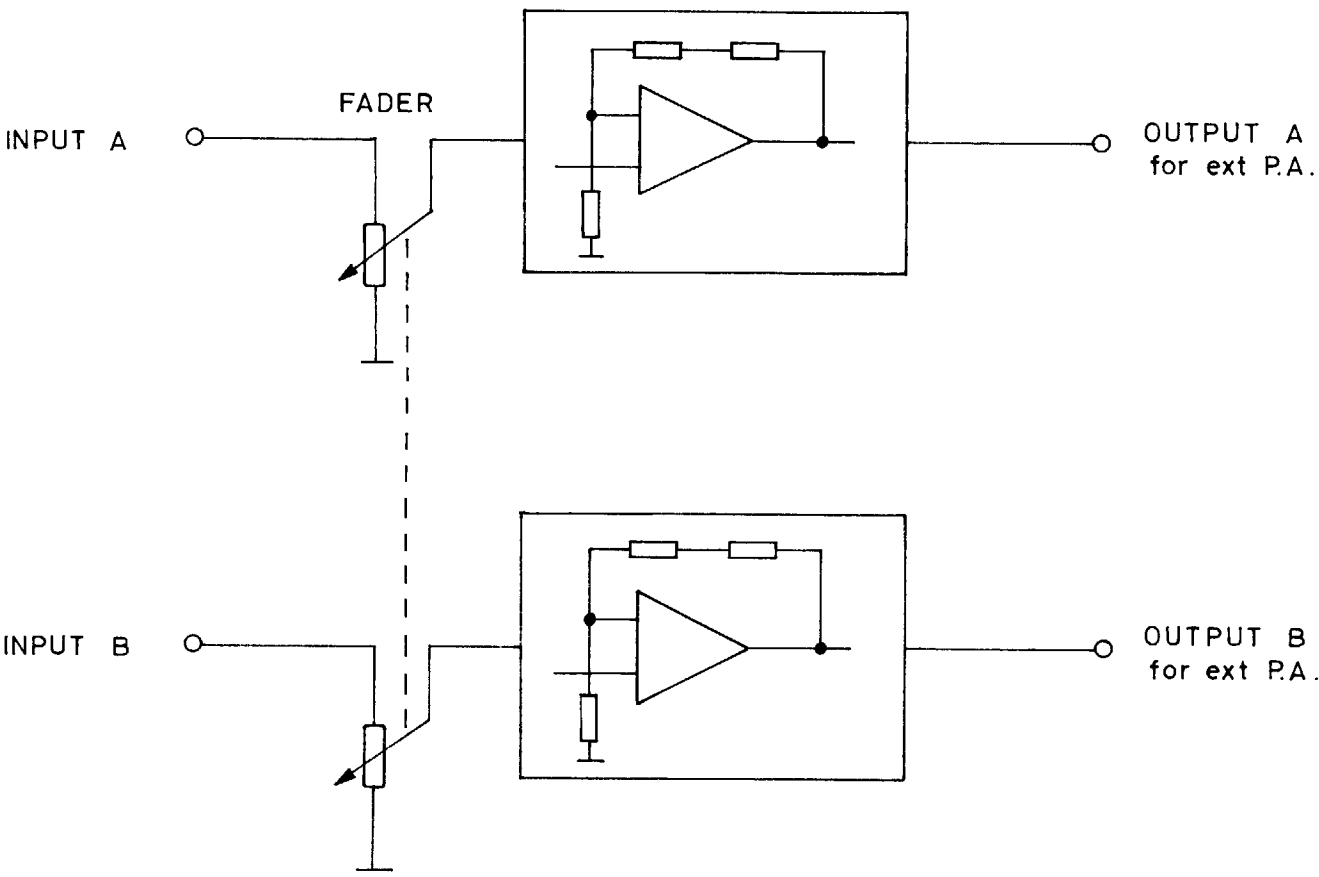 FADER
INPUT A
OUTPUT A
for ext P.A.
INPUT B
OUTPUT B
for ext P.A.